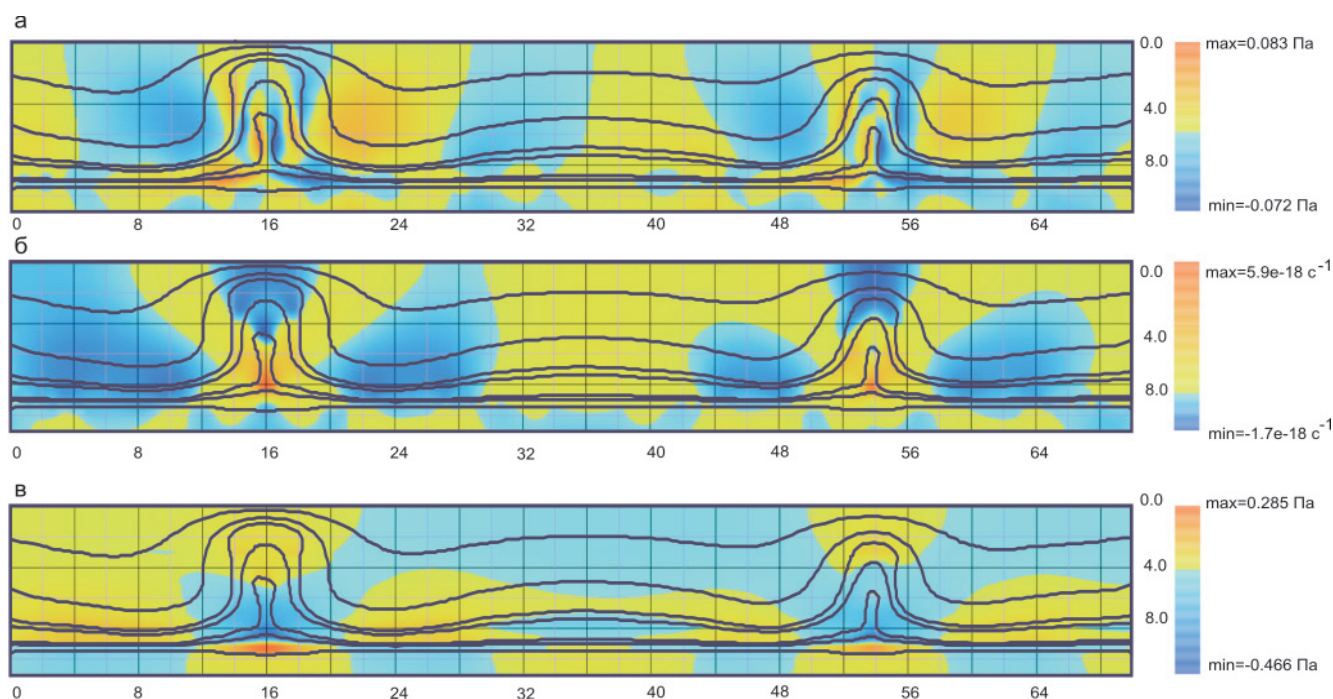 а
0.0 max=0.083 Па
4.0
8.0
min=-0.072 Па
0 8 16 24 32 40 48 56 64
б
0.0 max=5.9e-18 c⁻¹
4.0
8.0
min=-1.7e-18 c⁻¹
0 8 16 24 32 40 48 56 64
в
0.0 max=0.285 Па
4.0
8.0
min=-0.466 Па
0 8 16 24 32 40 48 56 64